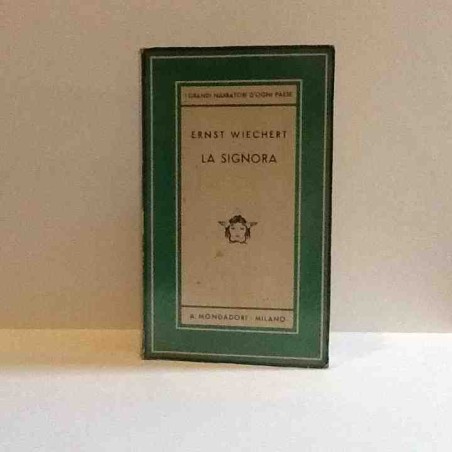 I GRANDI NARRATORI D'OGNI PAESE
ERNST WIECHERT
LA SIGNORA
A. MONDADORI · MILANO